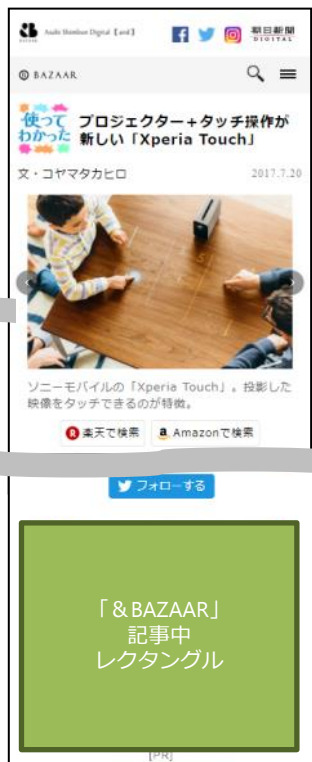 BAZAAR
Asahi Shimbun Digital【and】
朝日新聞
DIGITAL
& BAZAAR
使って
わかった
プロジェクター＋タッチ操作が
新しい「Xperia Touch」
文・コヤマタカヒロ
2017.7.20
ソニーモバイルの「Xperia Touch」。投影した
映像をタッチできるのが特徴。
楽天で検索
Amazonで検索
フォローする
「＆BAZAAR」
記事中
レクタングル
[PR]